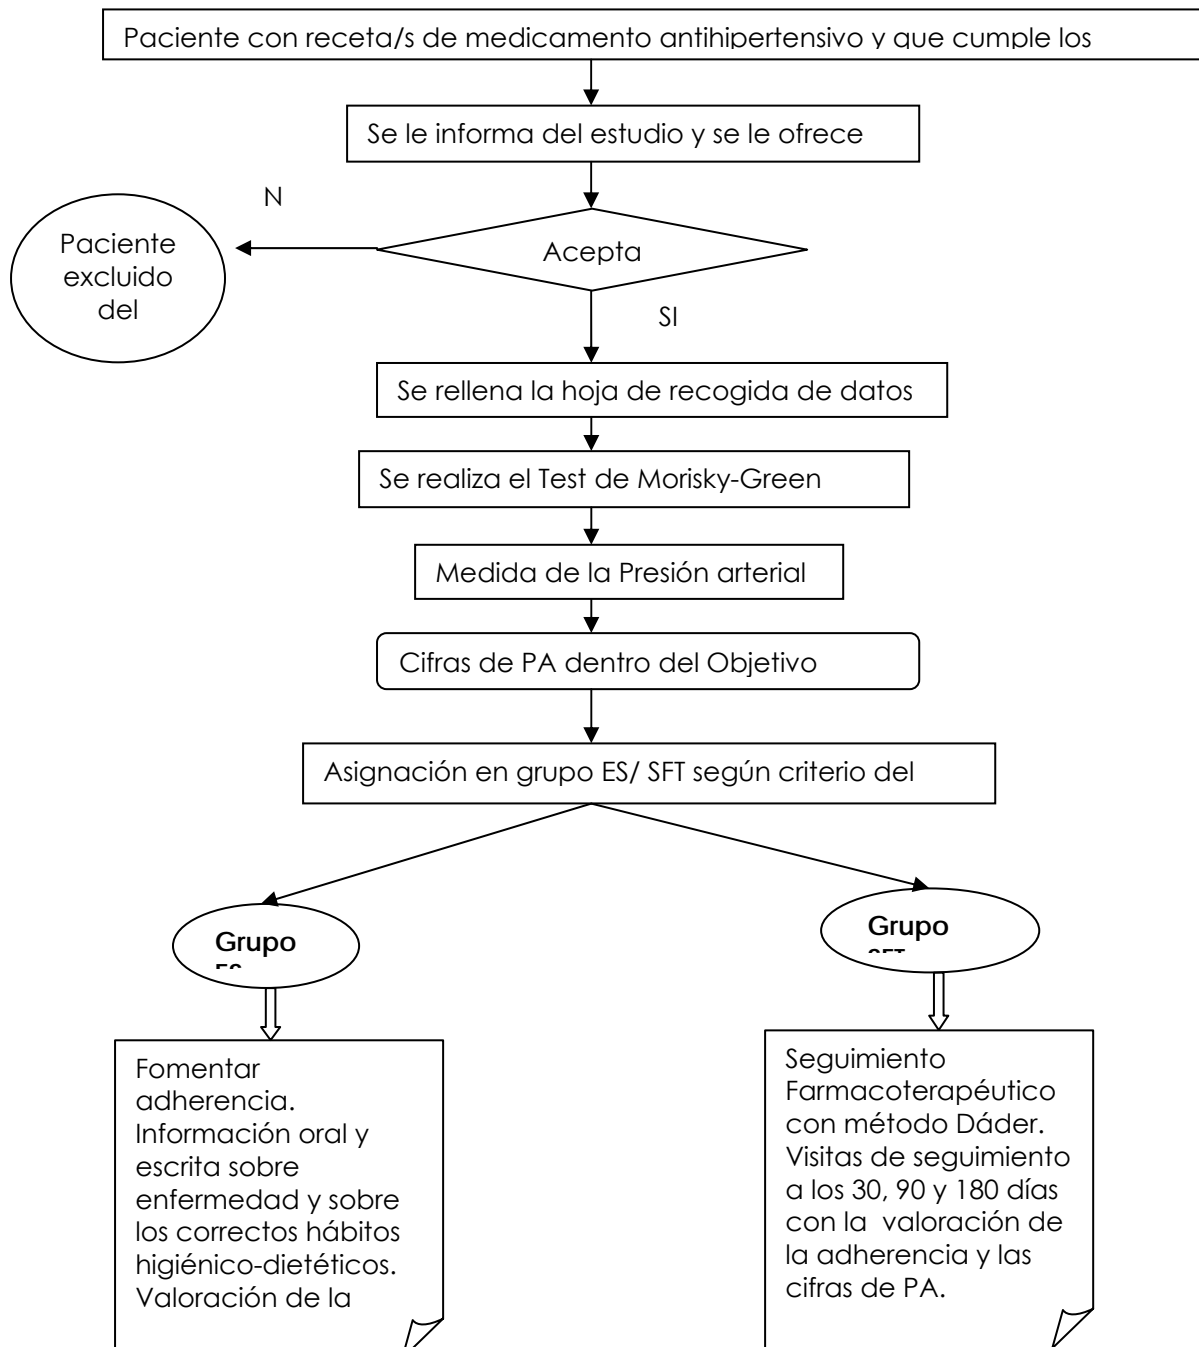 Paciente con receta/s de medicamento antihipertensivo y que cumple los
Se le informa del estudio y se le ofrece
N
Paciente
excluido
del
Acepta
SI
Se rellena la hoja de recogida de datos
Se realiza el Test de Morisky-Green
Medida de la Presión arterial
Cifras de PA dentro del Objetivo
Asignación en grupo ES/ SFT según criterio del
Grupo
ES
Grupo
SFT
Fomentar
adherencia.
Información oral y
escrita sobre
enfermedad y sobre
los correctos hábitos
higiénico-dietéticos.
Valoración de la
Seguimiento
Farmacoterapéutico
con método Dáder.
Visitas de seguimiento
a los 30, 90 y 180 días
con la valoración de
la adherencia y las
cifras de PA.